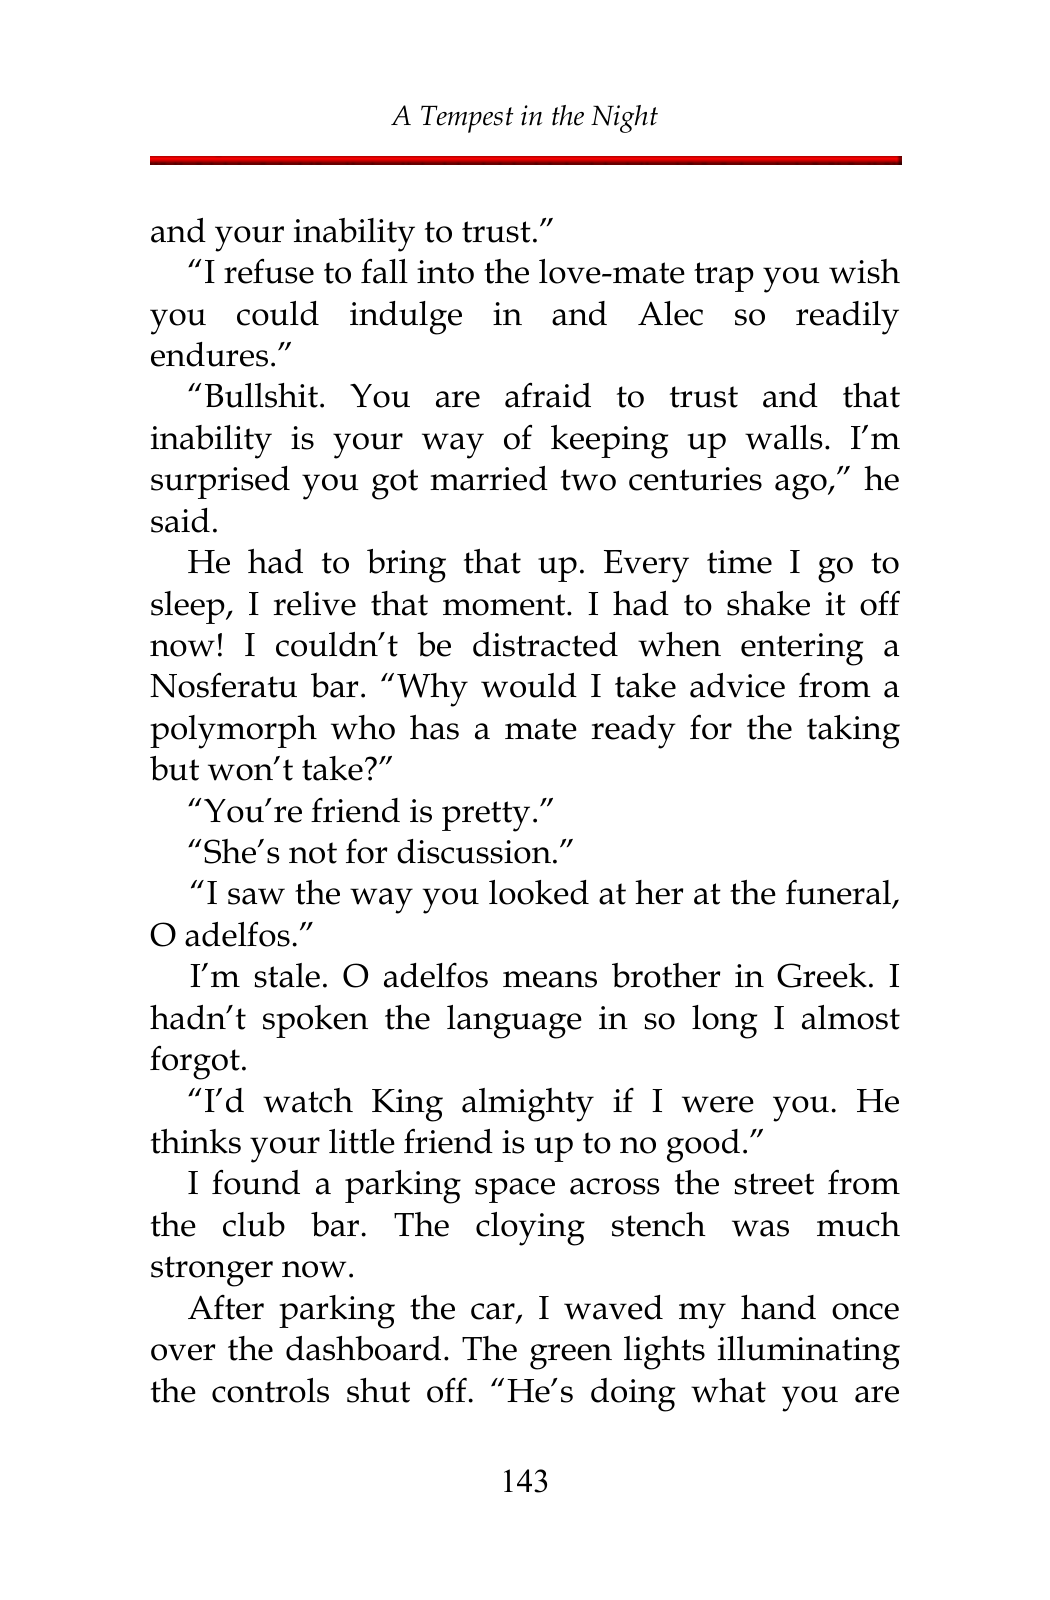 A Tempest in the Night
and your inability to trust.”
“I refuse to fall into the love-mate trap you wish
you could indulge in and Alec so readily
endures.”
“Bullshit. You are afraid to trust and that
inability is your way of keeping up walls. I’m
surprised you got married two centuries ago,” he
said.
He had to bring that up. Every time I go to
sleep, I relive that moment. I had to shake it off
now! I couldn’t be distracted when entering a
Nosferatu bar. “Why would I take advice from a
polymorph who has a mate ready for the taking
but won’t take?”
“You’re friend is pretty.”
“She’s not for discussion.”
“I saw the way you looked at her at the funeral,
O adelfos.”
I’m stale. O adelfos means brother in Greek. I
hadn’t spoken the language in so long I almost
forgot.
“I’d watch King almighty if I were you. He
thinks your little friend is up to no good.”
I found a parking space across the street from
the club bar. The cloying stench was much
stronger now.
After parking the car, I waved my hand once
over the dashboard. The green lights illuminating
the controls shut off. “He’s doing what you are
143